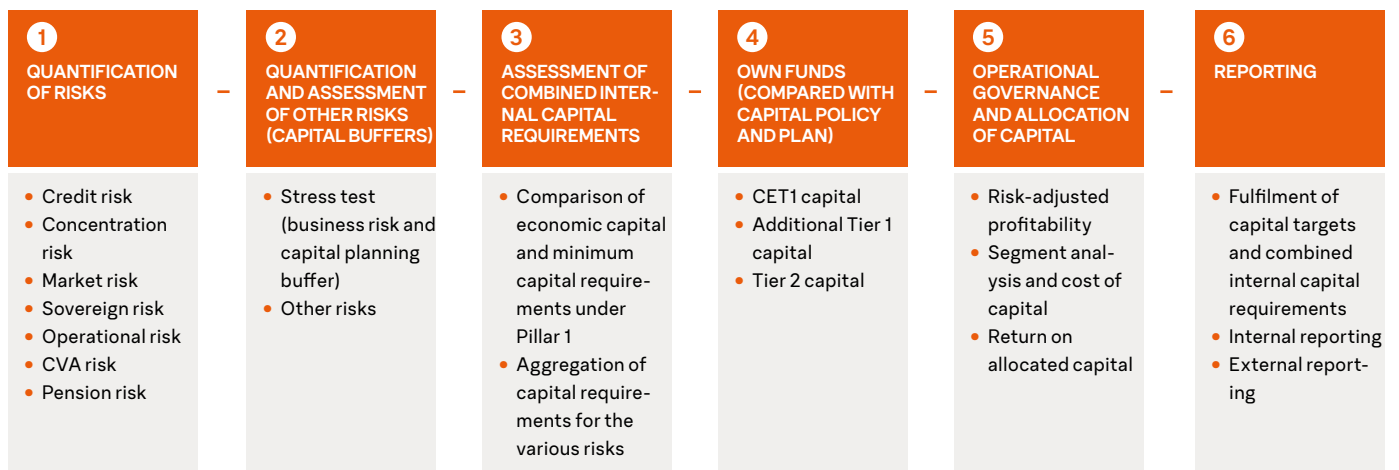 1
QUANTIFICATION
OF RISKS
–
2
QUANTIFICATION
AND ASSESSMENT
OF OTHER RISKS
(CAPITAL BUFFERS)
–
3
ASSESSMENT OF
COMBINED INTER-
NAL CAPITAL
REQUIREMENTS
–
4
OWN FUNDS
(COMPARED WITH
CAPITAL POLICY
AND PLAN)
–
5
OPERATIONAL
GOVERNANCE
AND ALLOCATION
OF CAPITAL
–
6
REPORTING
• Credit risk
• Concentration
risk
• Market risk
• Sovereign risk
• Operational risk
• CVA risk
• Pension risk
• Stress test
(business risk and
capital planning
buffer)
• Other risks
• Comparison of
economic capital
and minimum
capital require-
ments under
Pillar 1
• Aggregation of
capital require-
ments for the
various risks
• CET1 capital
• Additional Tier 1
capital
• Tier 2 capital
• Risk-adjusted
profitability
• Segment anal-
ysis and cost of
capital
• Return on
allocated capital
• Fulfilment of
capital targets
and combined
internal capital
requirements
• Internal reporting
• External report-
ing